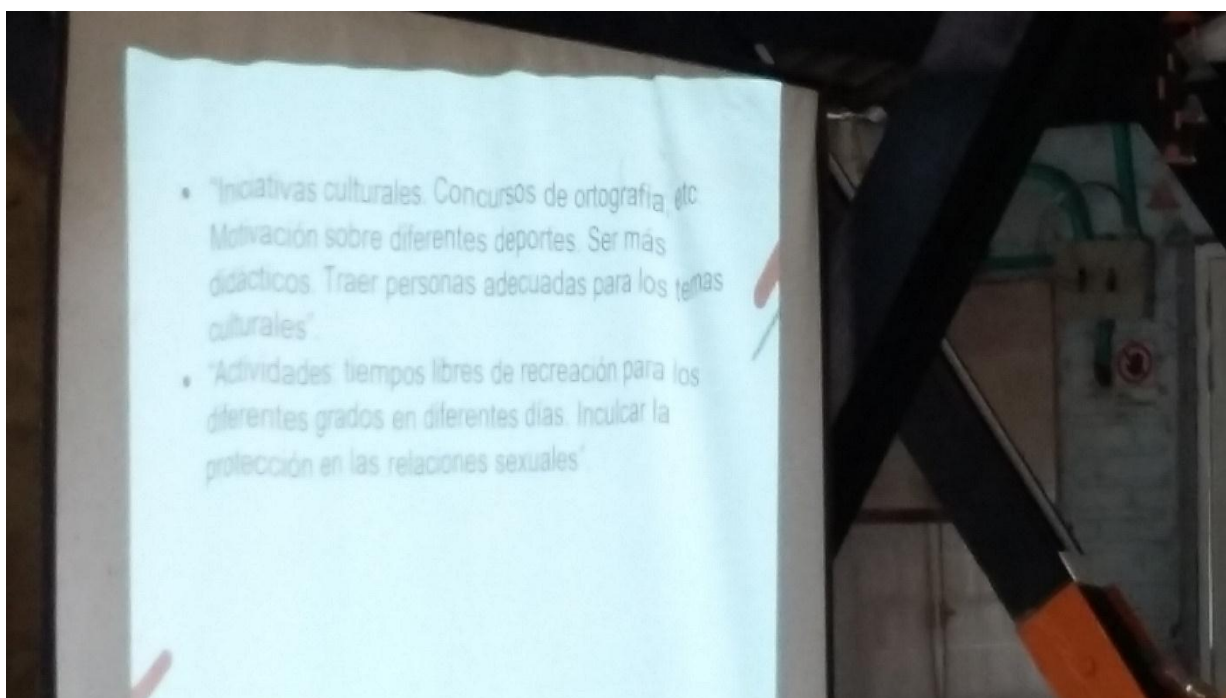 • "Iniciativas culturales. Concursos de ortografía, etc.
Motivación sobre diferentes deportes. Ser más
didácticos. Traer personas adecuadas para los temas
culturales".
• "Actividades: tiempos libres de recreación para los
diferentes grados en diferentes días. Inculcar la
protección en las relaciones sexuales".